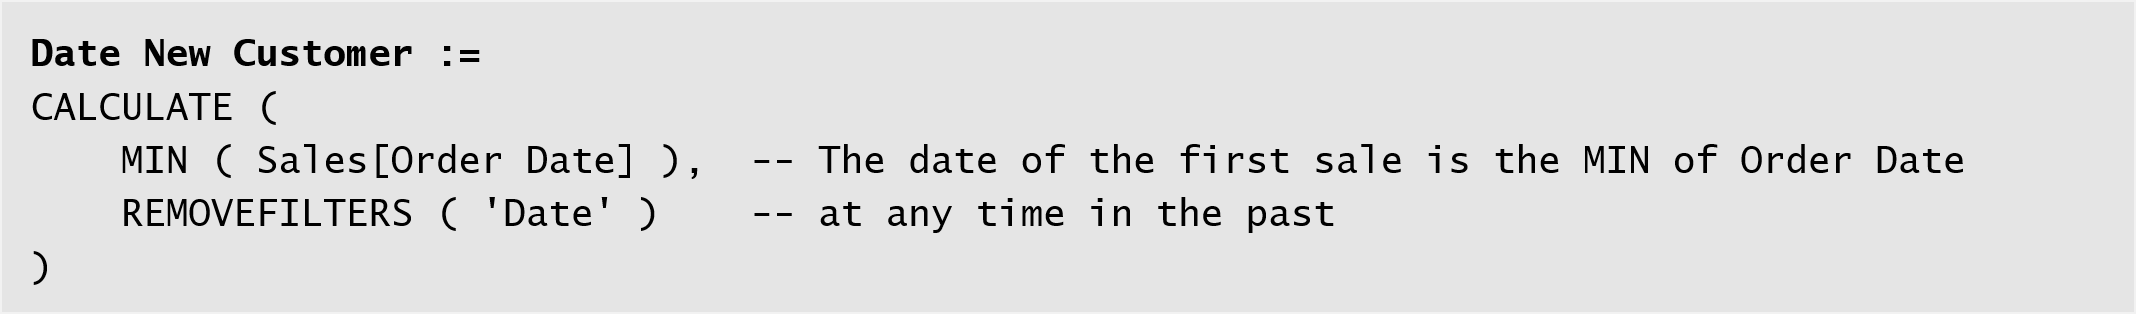 Date New Customer :=
CALCULATE (
    MIN ( Sales[Order Date] ),  -- The date of the first sale is the MIN of Order Date
    REMOVEFILTERS ( 'Date' )    -- at any time in the past
)